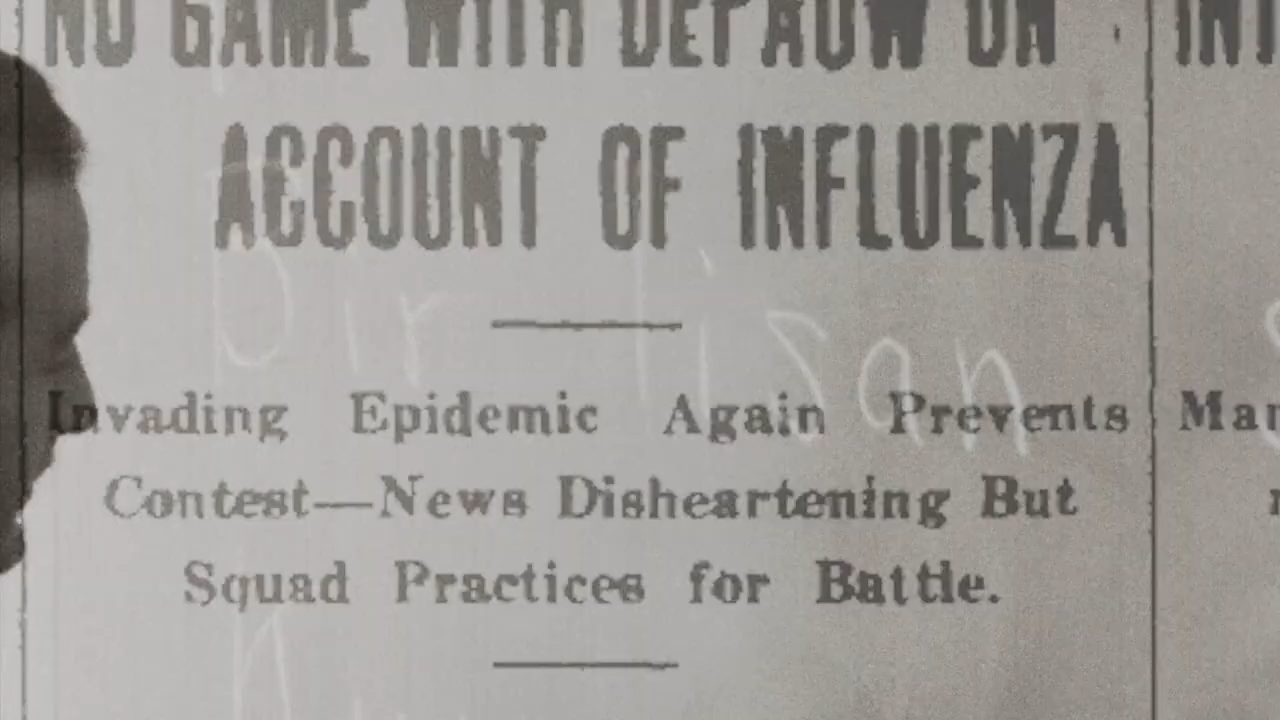 NO GAME WITH DEPAUW ON
ACCOUNT OF INFLUENZA
Invading Epidemic Again Prevents
Contest—News Disheartening But
Squad Practices for Battle.